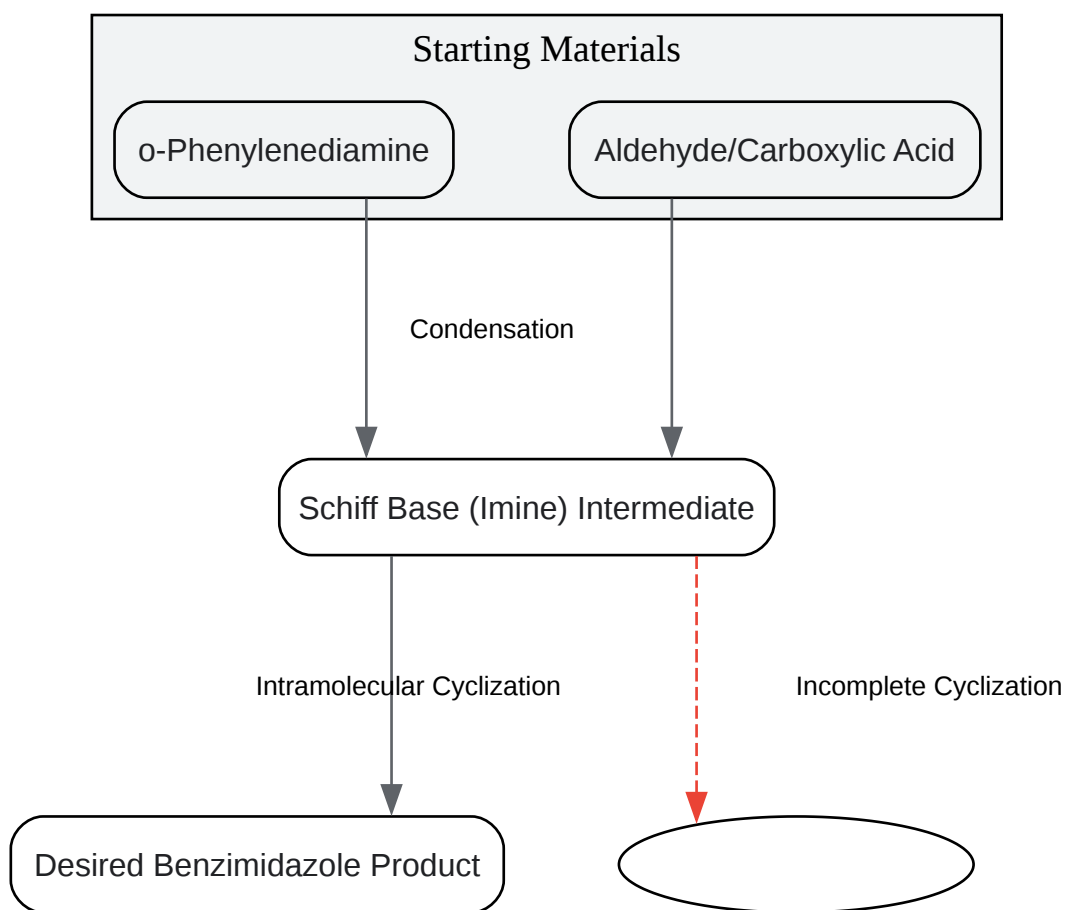 Starting Materials
o-Phenylenediamine
Aldehyde/Carboxylic Acid
Condensation
Schiff Base (Imine) Intermediate
Intramolecular Cyclization
Incomplete Cyclization
Desired Benzimidazole Product